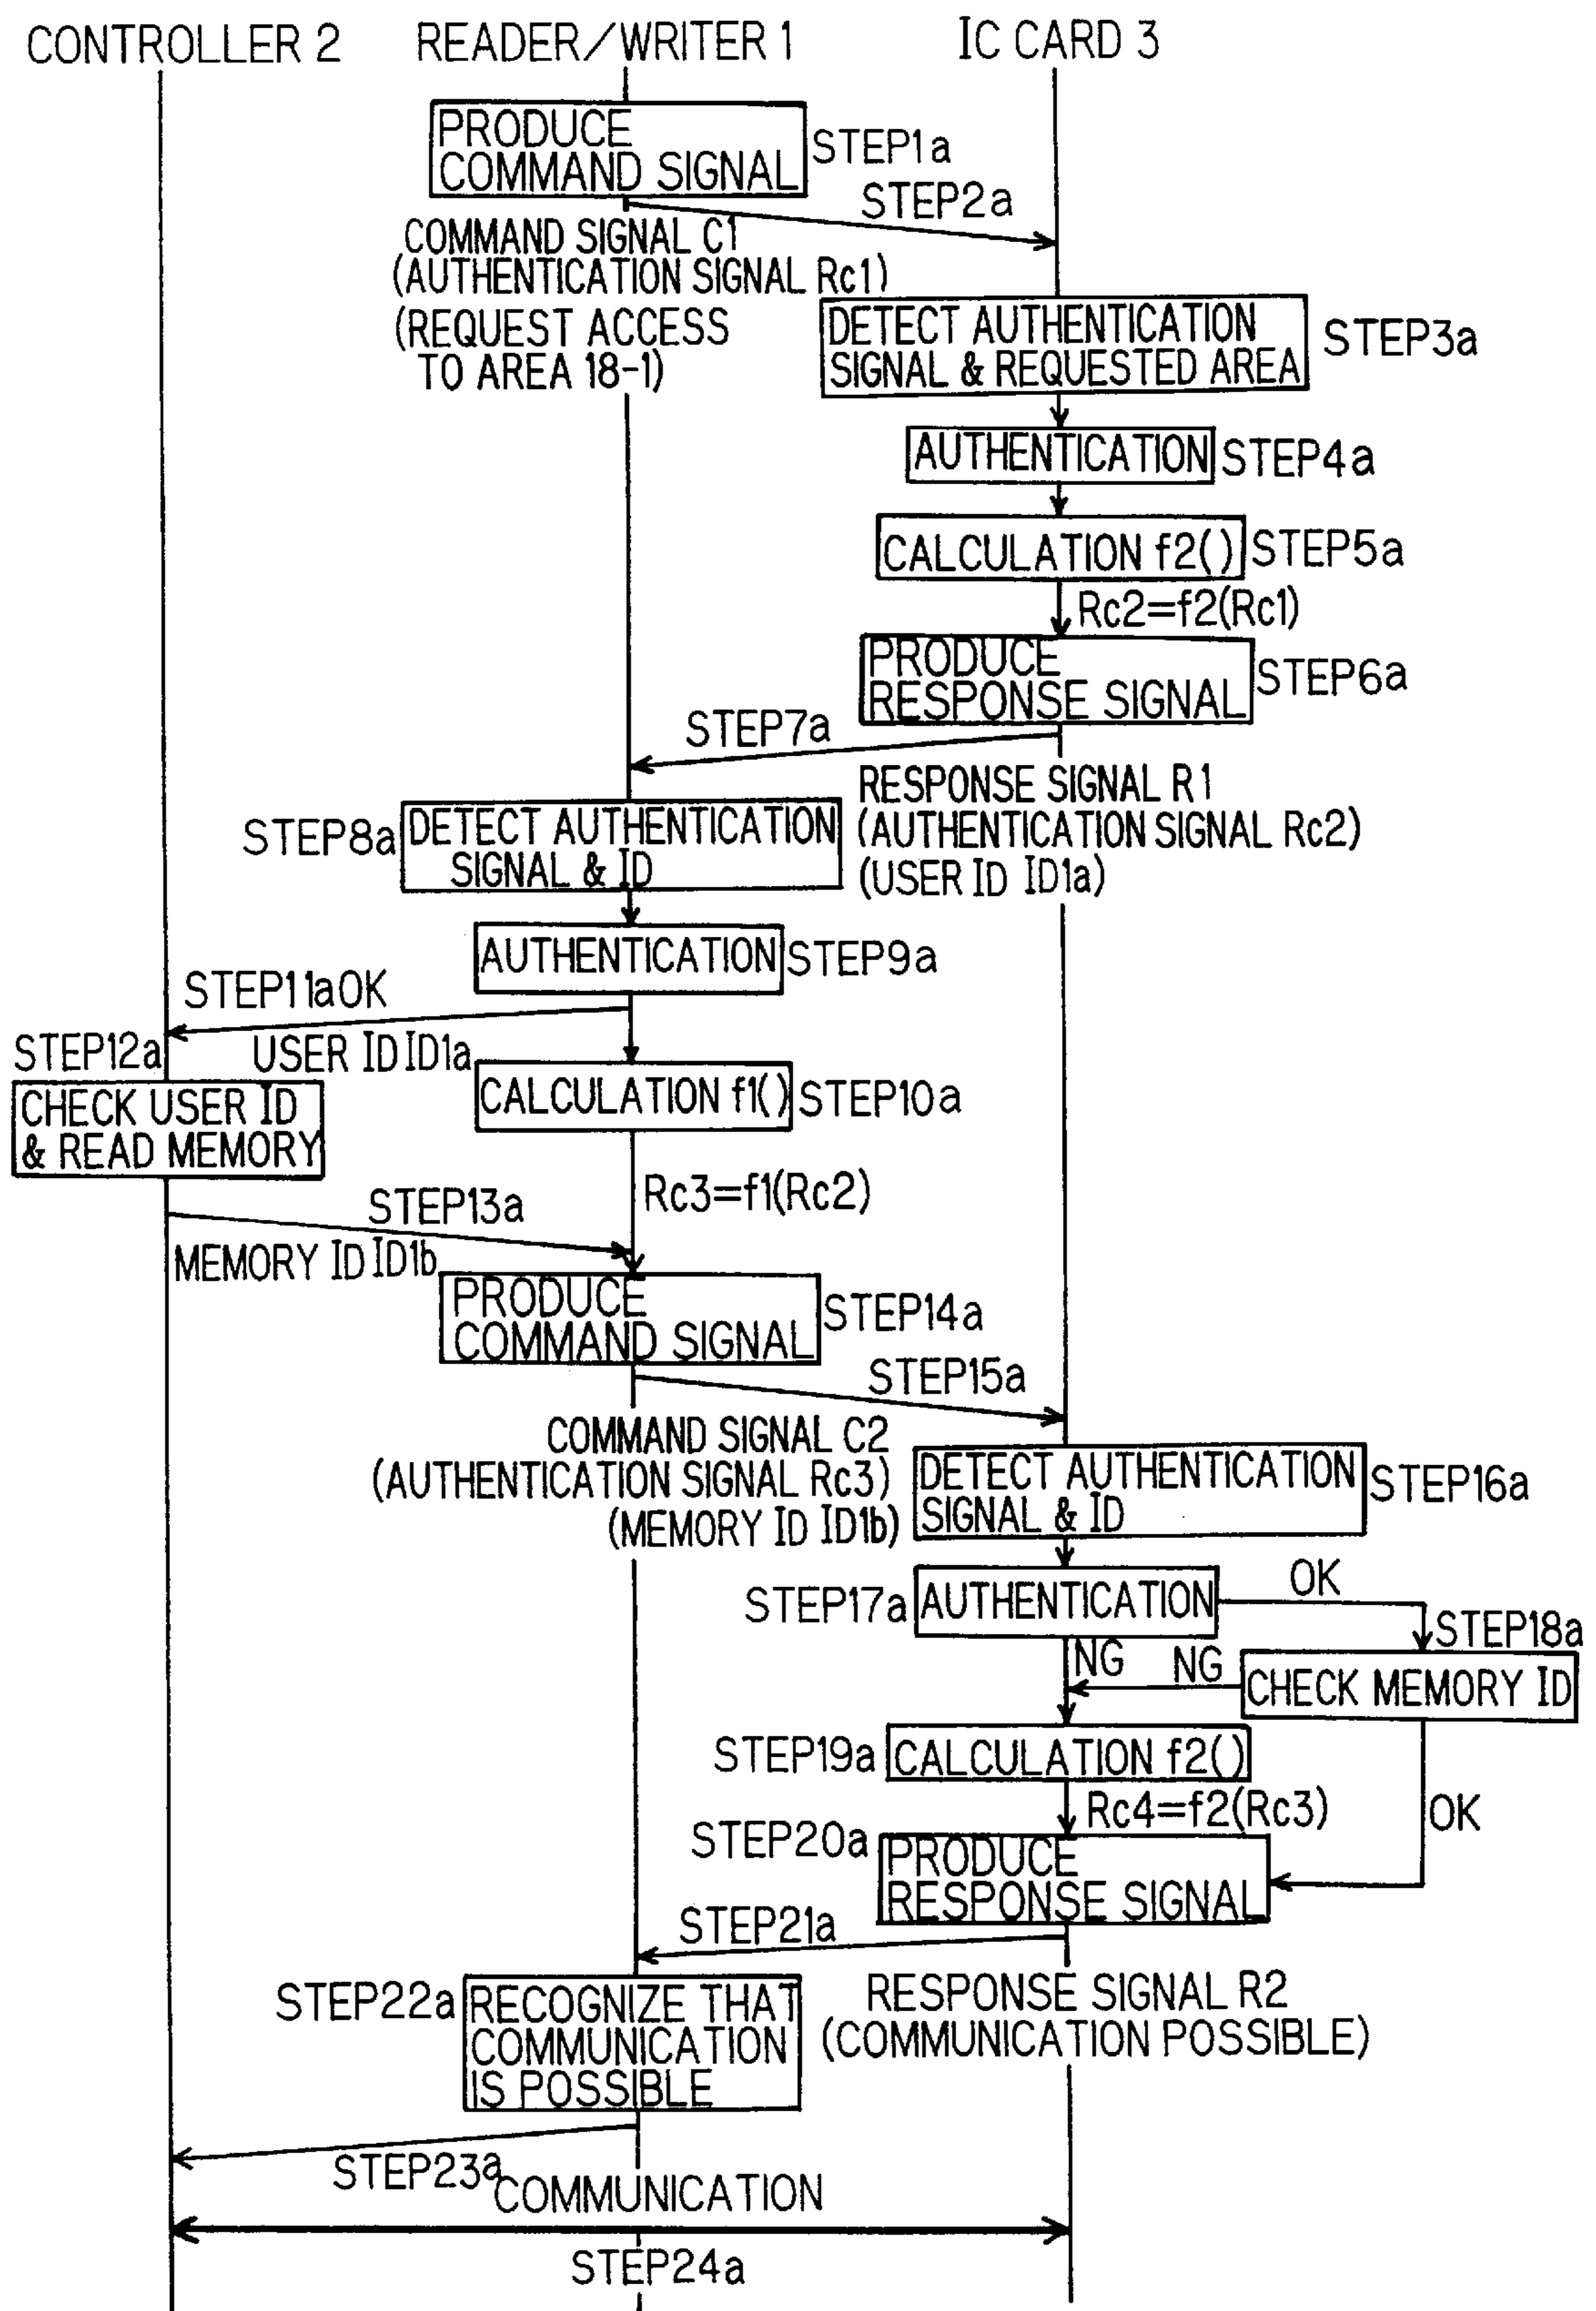 CONTROLLER 2
READER/WRITER 1
IC CARD 3
PRODUCE
COMMAND SIGNAL
STEP1a
STEP2a
COMMAND SIGNAL C1
(AUTHENTICATION SIGNAL Rc1)
(REQUEST ACCESS
TO AREA 18-1)
DETECT AUTHENTICATION
SIGNAL & REQUESTED AREA
STEP3a
AUTHENTICATION
STEP4a
CALCULATION f2()
STEP5a
Rc2=f2(Rc1)
PRODUCE
RESPONSE SIGNAL
STEP6a
STEP7a
RESPONSE SIGNAL R1
(AUTHENTICATION SIGNAL Rc2)
(USER ID ID1a)
STEP8a
DETECT AUTHENTICATION
SIGNAL & ID
AUTHENTICATION
STEP9a
STEP11a OK
USER ID ID1a
STEP12a
CHECK USER ID
& READ MEMORY
CALCULATION f1()
STEP10a
Rc3=f1(Rc2)
STEP13a
MEMORY ID ID1b
PRODUCE
COMMAND SIGNAL
STEP14a
STEP15a
COMMAND SIGNAL C2
(AUTHENTICATION SIGNAL Rc3)
(MEMORY ID ID1b)
DETECT AUTHENTICATION
SIGNAL & ID
STEP16a
STEP17a
AUTHENTICATION
OK
STEP18a
NG
NG
CHECK MEMORY ID
STEP19a
CALCULATION f2()
Rc4=f2(Rc3)
OK
STEP20a
PRODUCE
RESPONSE SIGNAL
STEP21a
RESPONSE SIGNAL R2
(COMMUNICATION POSSIBLE)
STEP22a
RECOGNIZE THAT
COMMUNICATION
IS POSSIBLE
STEP23a
COMMUNICATION
STEP24a